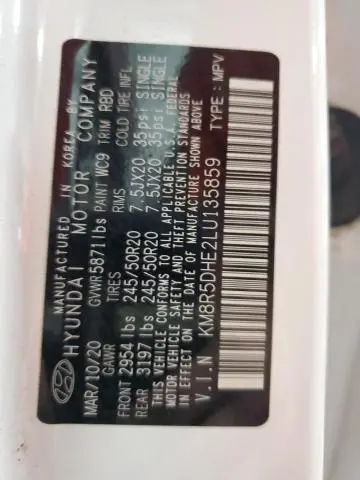 MANUFACTURED IN KOREA BY
HYUNDAI MOTOR COMPANY
MAR/10/20 GVWR 5871 lbs PAINT WC9 TRIM RBD
GAWR TIRES RIMS COLD TIRE INFL.
FRONT 2954 lbs 245/50R20 7.5JX20 35psi SINGLE
REAR 3197 lbs 245/50R20 7.5JX20 35psi SINGLE
THIS VEHICLE CONFORMS TO ALL APPLICABLE U.S.A. FEDERAL
MOTOR VEHICLE SAFETY AND THEFT PREVENTION STANDARDS
IN EFFECT ON THE DATE OF MANUFACTURE SHOWN ABOVE
V.I.N KM8R5DHE2LU135859 TYPE : MPV